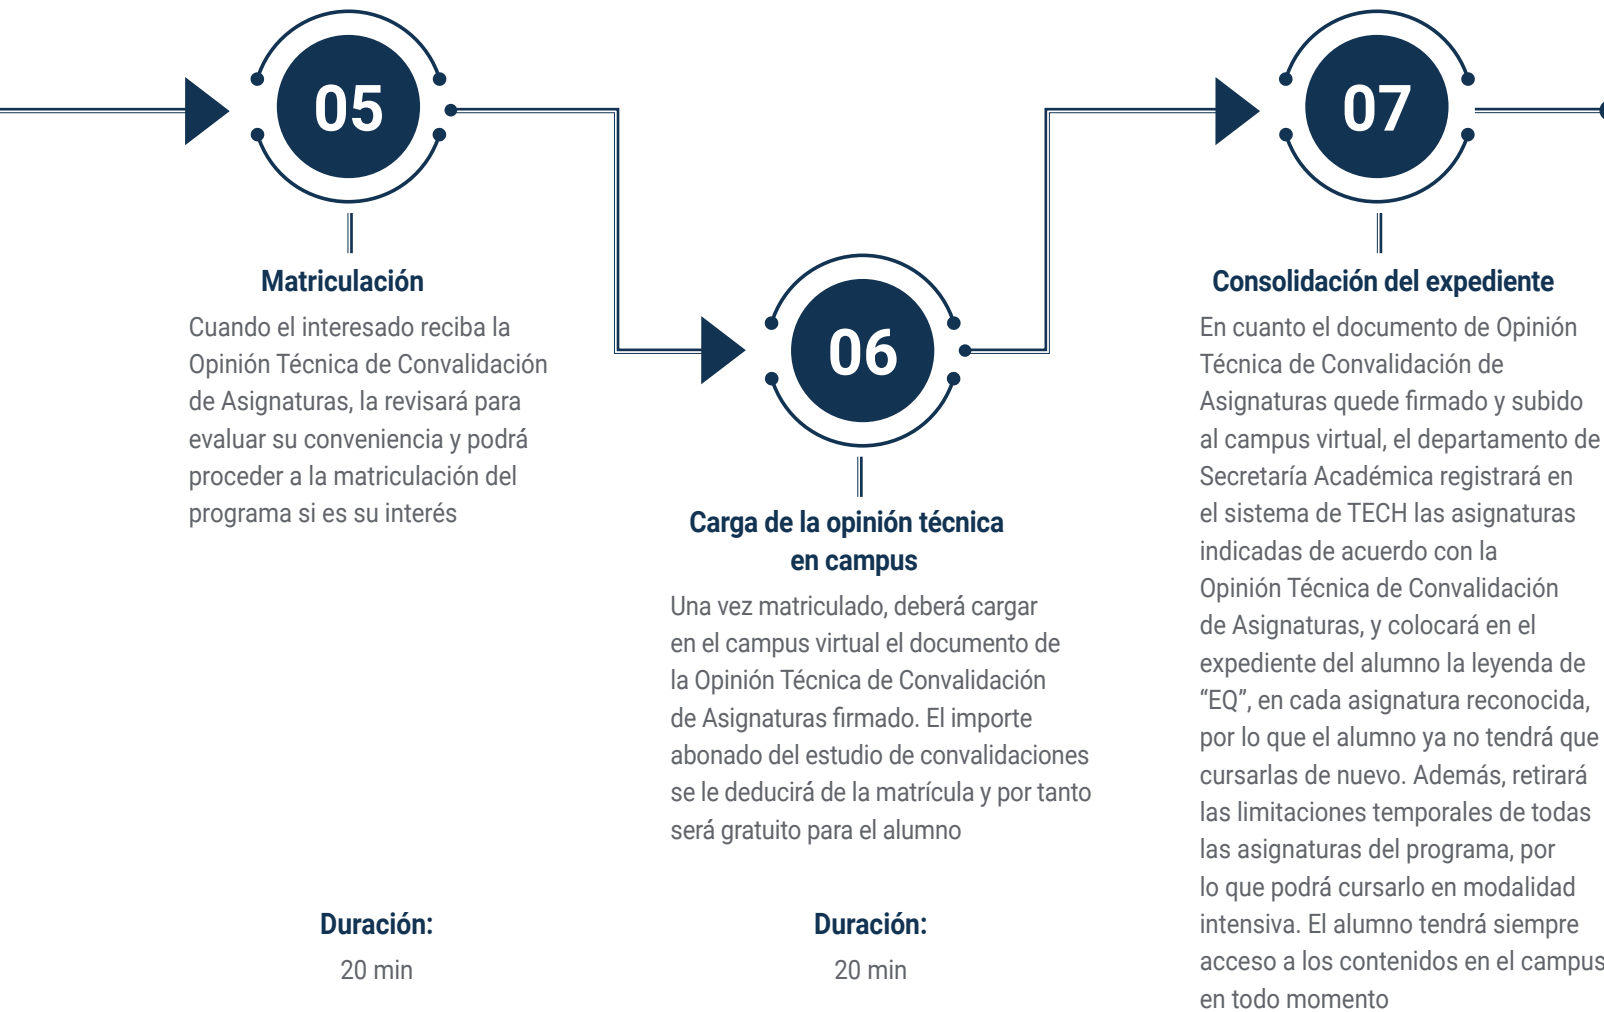 05
Matriculación
Cuando el interesado reciba la
Opinión Técnica de Convalidación
de Asignaturas, la revisará para
evaluar su conveniencia y podrá
proceder a la matriculación del
programa si es su interés
Duración:
20 min
06
Carga de la opinión técnica
en campus
Una vez matriculado, deberá cargar
en el campus virtual el documento de
la Opinión Técnica de Convalidación
de Asignaturas firmado. El importe
abonado del estudio de convalidaciones
se le deducirá de la matrícula y por tanto
será gratuito para el alumno
Duración:
20 min
07
Consolidación del expediente
En cuanto el documento de Opinión
Técnica de Convalidación de
Asignaturas quede firmado y subido
al campus virtual, el departamento de
Secretaría Académica registrará en
el sistema de TECH las asignaturas
indicadas de acuerdo con la
Opinión Técnica de Convalidación
de Asignaturas, y colocará en el
expediente del alumno la leyenda de
“EQ”, en cada asignatura reconocida,
por lo que el alumno ya no tendrá que
cursarlas de nuevo. Además, retirará
las limitaciones temporales de todas
las asignaturas del programa, por
lo que podrá cursarlo en modalidad
intensiva. El alumno tendrá siempre
acceso a los contenidos en el campus
en todo momento